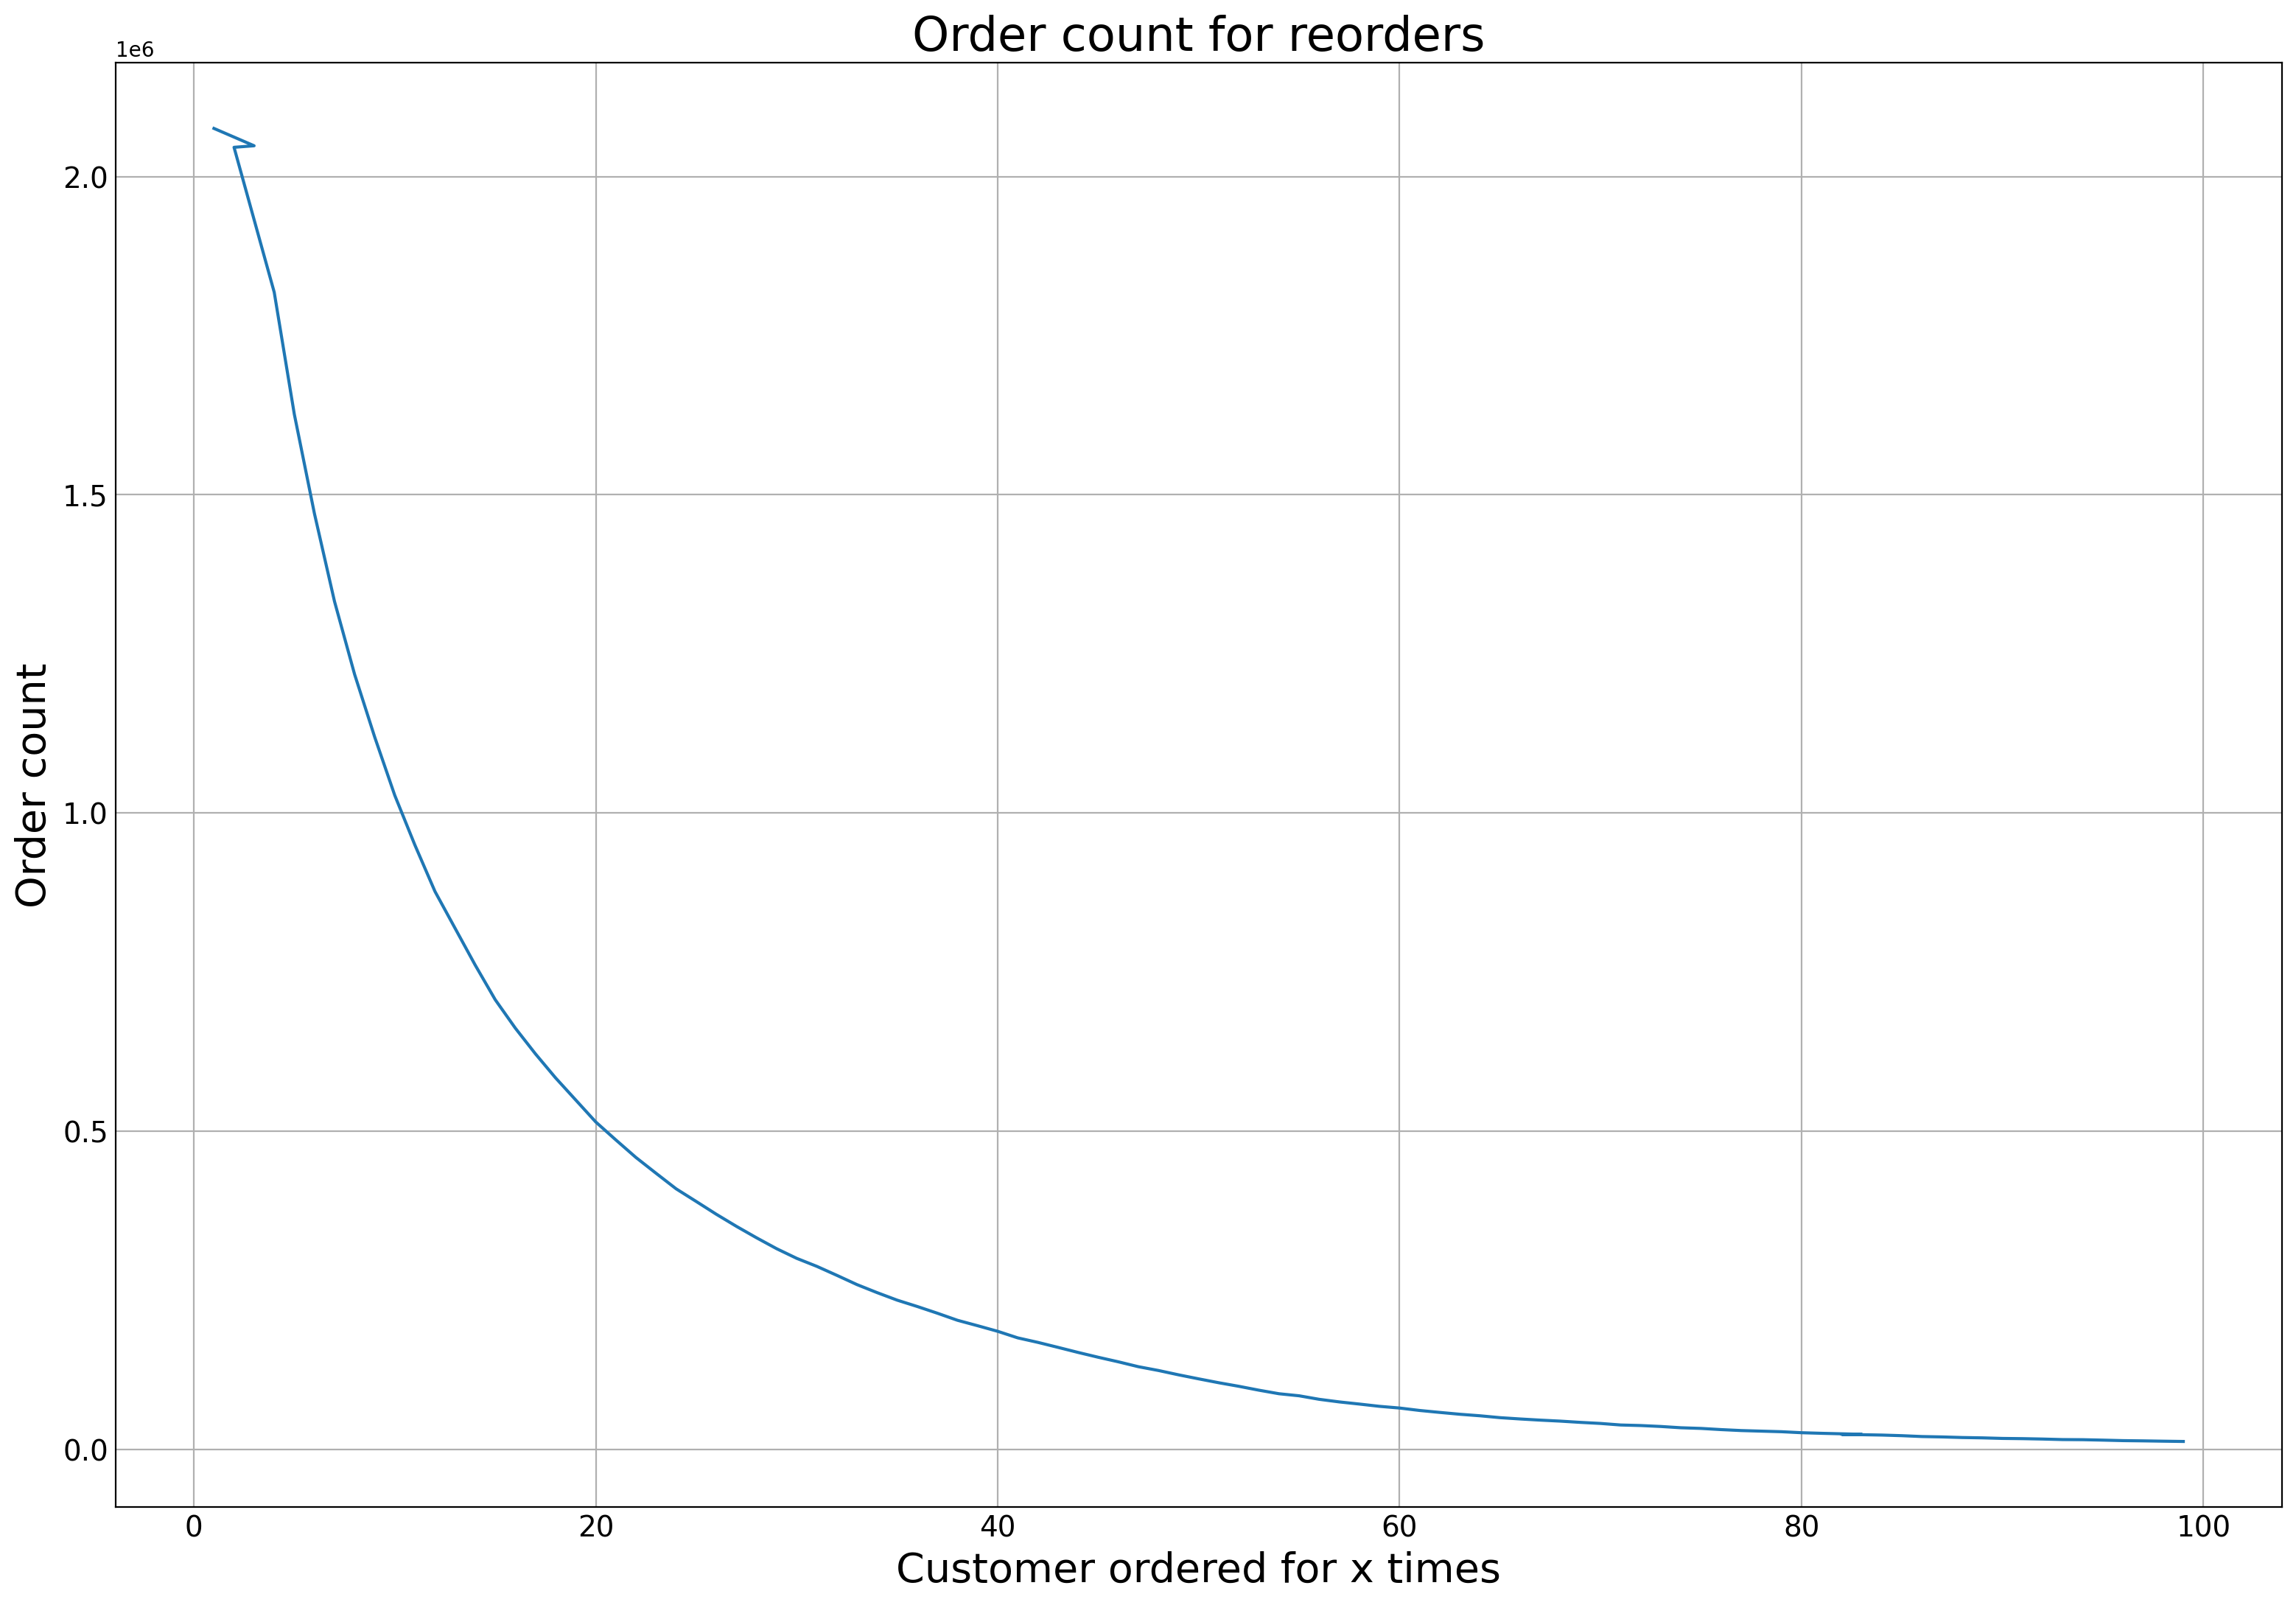 Order count for reorders
1e6
2.0
1.5
1.0
0.5
0.0
Order count
0 20 40 60 80 100
Customer ordered for x times